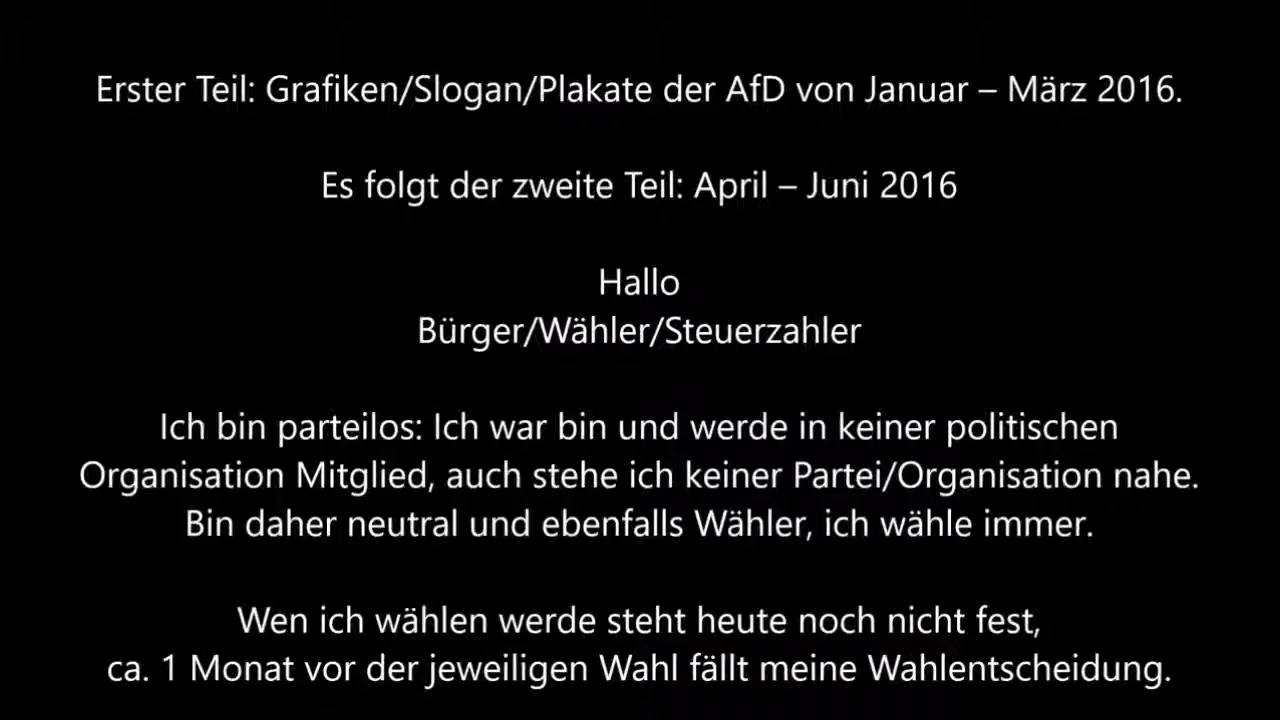 Erster Teil: Grafiken/Slogan/Plakate der AfD von Januar – März 2016.
Es folgt der zweite Teil: April – Juni 2016
Hallo
Bürger/Wähler/Steuerzahler
Ich bin parteilos: Ich war bin und werde in keiner politischen
Organisation Mitglied, auch stehe ich keiner Partei/Organisation nahe.
Bin daher neutral und ebenfalls Wähler, ich wähle immer.
Wen ich wählen werde steht heute noch nicht fest,
ca. 1 Monat vor der jeweiligen Wahl fällt meine Wahlentscheidung.